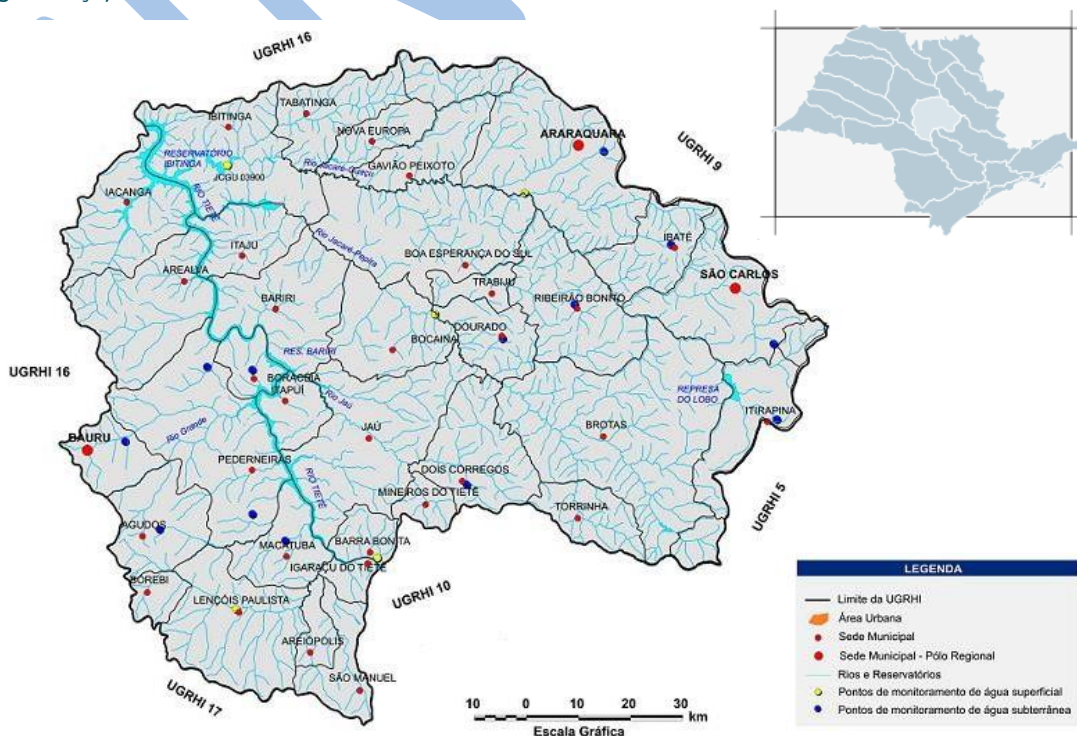 UGRHI 16
TABATINGA
IBITINGA
NOVA EUROPA
ARARAQUARA
UGRHI 9
RESERVATÓRIO
IBITINGA
Rio Jacaré-Guaçu
GAVIÃO PEIXOTO
JCGU 03900
IACANGA
RIO TIETÊ
ITAJU
Rio Jacaré-Pepira
IBATÉ
BOA ESPERANÇA DO SUL
AREALVA
SÃO CARLOS
TRABIJU
BARIRI
RIBEIRÃO BONITO
DOURADO
BOCAINA
RES. BARIRI
UGRHI 16
BORACÉIA
ITAPUÍ
Rio Jaú
REPRESA
DO LOBO
ITIRAPINA
Rio Grande
BAURU
JAÚ
BROTAS
PEDERNEIRAS
RIO TIETÊ
DOIS CÓRREGOS
MINEIROS DO TIETÊ
UGRHI 5
TORRINHA
AGUDOS
MACATUBA
BARRA BONITA
IGARAÇU DO TIETÊ
BOREBI
LENÇÓIS PAULISTA
UGRHI 10
AREIÓPOLIS
SÃO MANUEL
UGRHI 17
10 0 10 20 30
km
Escala Gráfica
LEGENDA
Limite da UGRHI
Área Urbana
Sede Municipal
Sede Municipal - Pólo Regional
Rios e Reservatórios
Pontos de monitoramento de água superficial
Pontos de monitoramento de água subterrânea